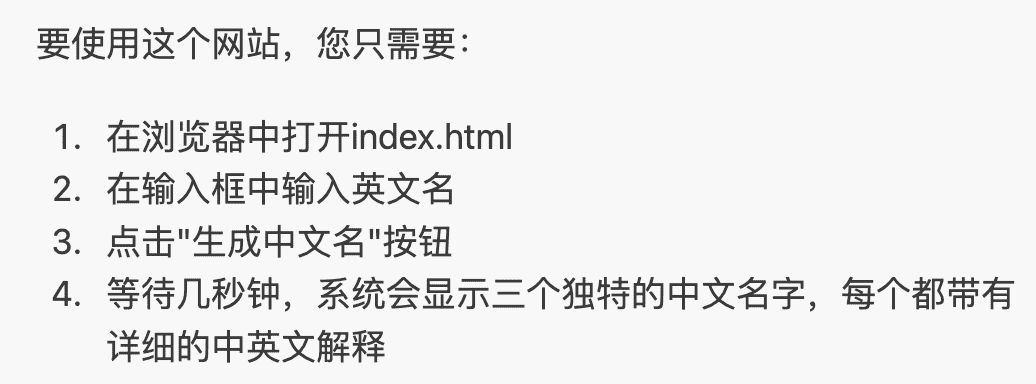 要使用这个网站，您只需要：
1. 在浏览器中打开index.html
2. 在输入框中输入英文名
3. 点击"生成中文名"按钮
4. 等待几秒钟，系统会显示三个独特的中文名字，每个都带有
详细的中英文解释